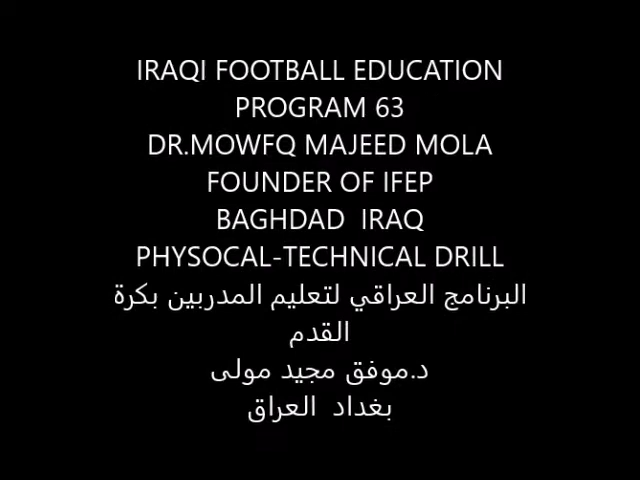 IRAQI FOOTBALL EDUCATION
PROGRAM 63
DR.MOWFQ MAJEED MOLA
FOUNDER OF IFEP
BAGHDAD  IRAQ
PHYSOCAL-TECHNICAL DRILL
البرنامج العراقي لتعليم المدربين بكرة
القدم
د.موفق مجيد مولى
بغداد  العراق